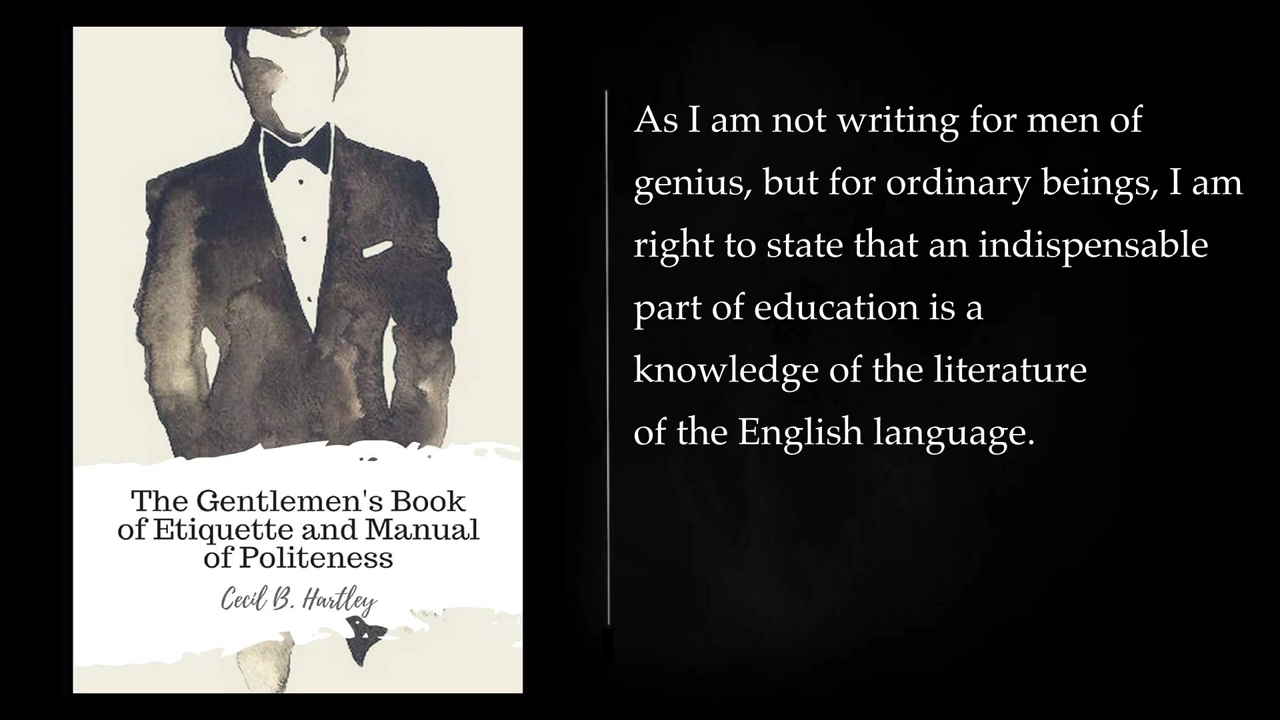 The Gentlemen's Book
of Etiquette and Manual
of Politeness
Cecil B. Hartley
As I am not writing for men of
genius, but for ordinary beings, I am
right to state that an indispensable
part of education is a
knowledge of the literature
of the English language.